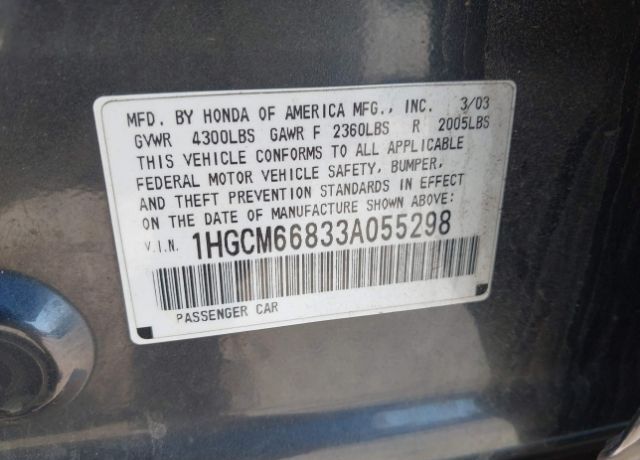 MFD. BY HONDA OF AMERICA MFG., INC. 3/03
GVWR 4300LBS GAWR F 2360LBS R 2005LBS
THIS VEHICLE CONFORMS TO ALL APPLICABLE
FEDERAL MOTOR VEHICLE SAFETY, BUMPER,
AND THEFT PREVENTION STANDARDS IN EFFECT
ON THE DATE OF MANUFACTURE SHOWN ABOVE:
V.I.N. 1HGCM66833A055298
PASSENGER CAR